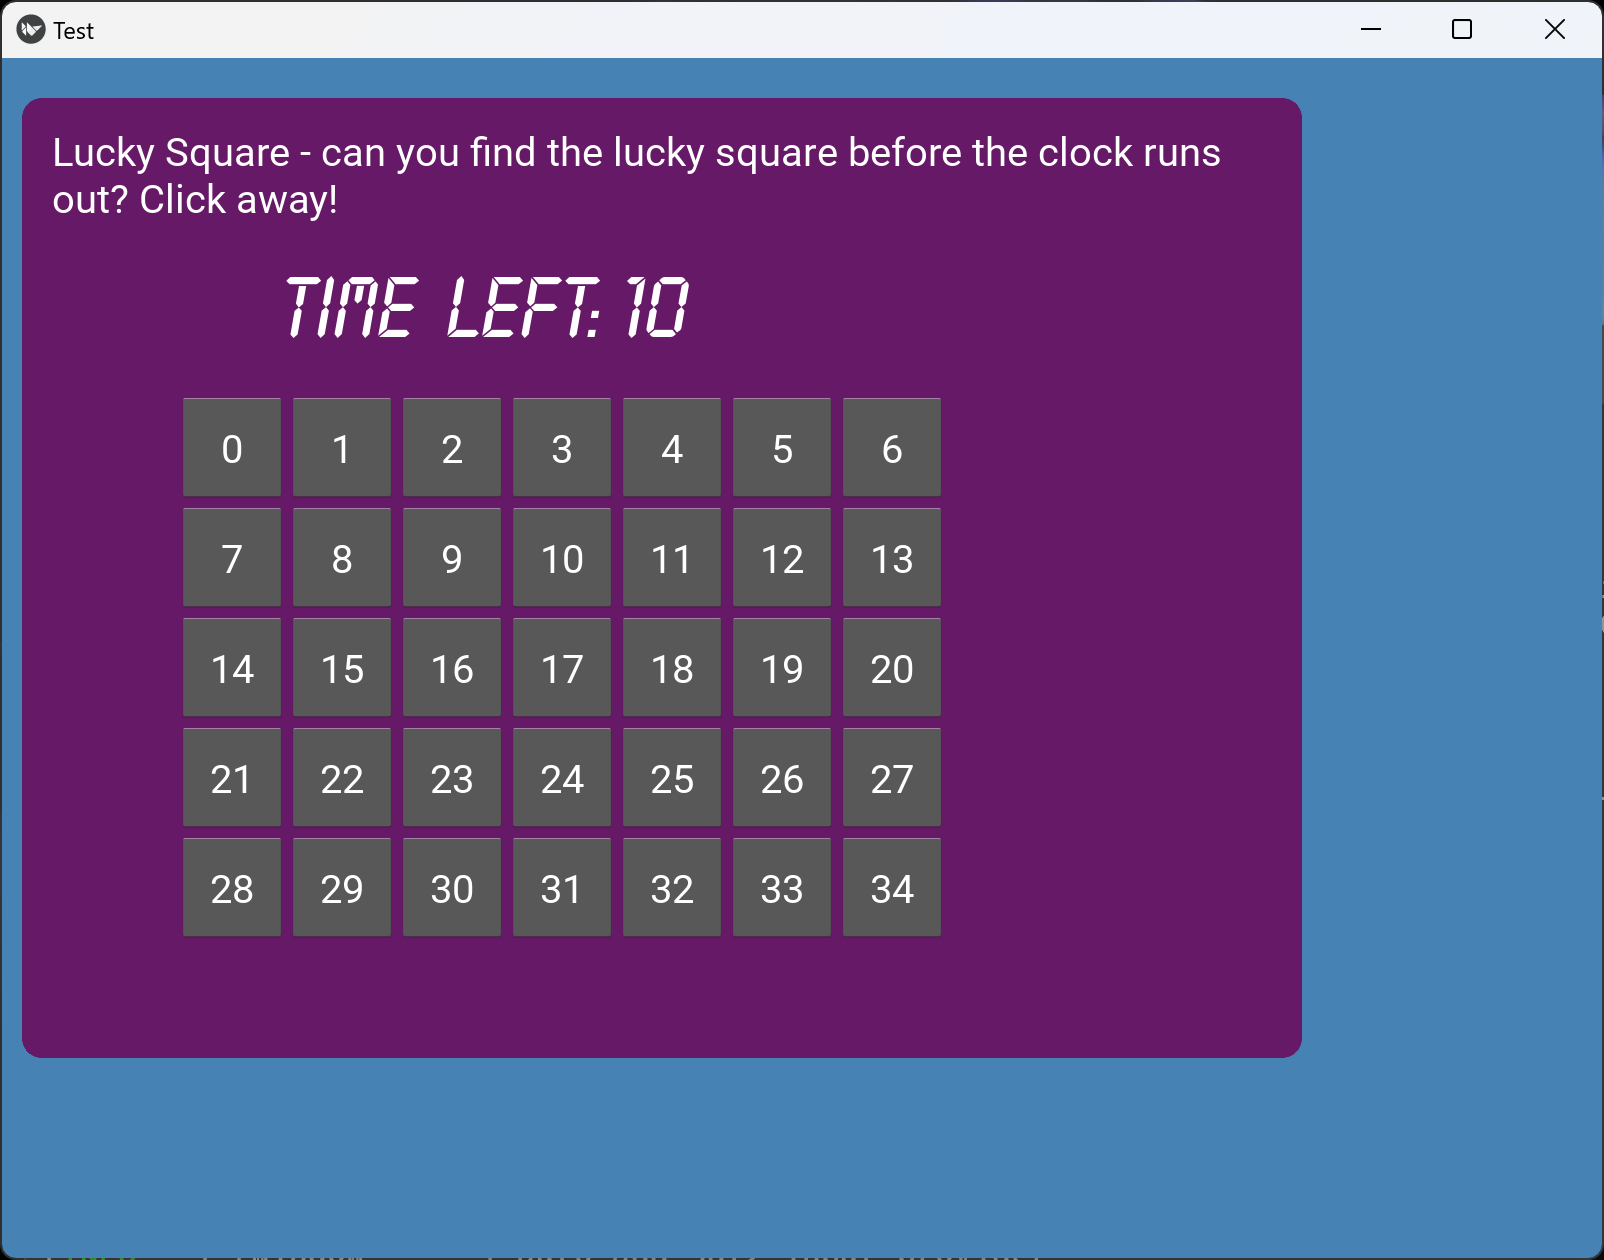 Test
Lucky Square - can you find the lucky square before the clock runs
out? Click away!
TIME LEFT: 10
0 1 2 3 4 5 6
7 8 9 10 11 12 13
14 15 16 17 18 19 20
21 22 23 24 25 26 27
28 29 30 31 32 33 34